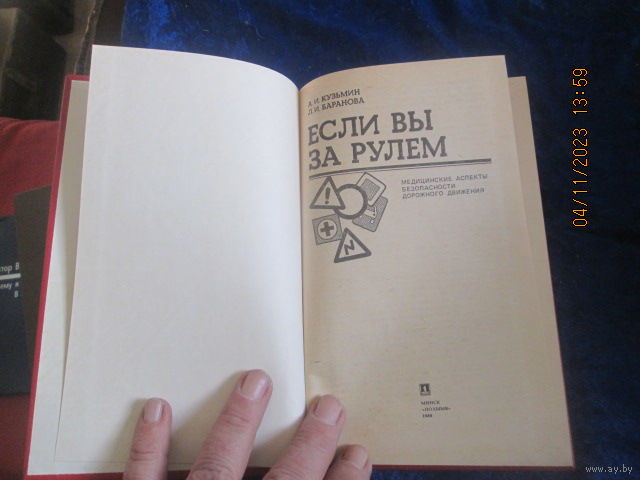 А. И. КУЗЬМИН
Л. И. БАРАНОВА
ЕСЛИ ВЫ
ЗА РУЛЕМ
МЕДИЦИНСКИЕ АСПЕКТЫ
БЕЗОПАСНОСТИ
ДОРОЖНОГО ДВИЖЕНИЯ
МИНСК
«ПОЛЫМЯ»
04/11/2023 13:59
www.ay.by